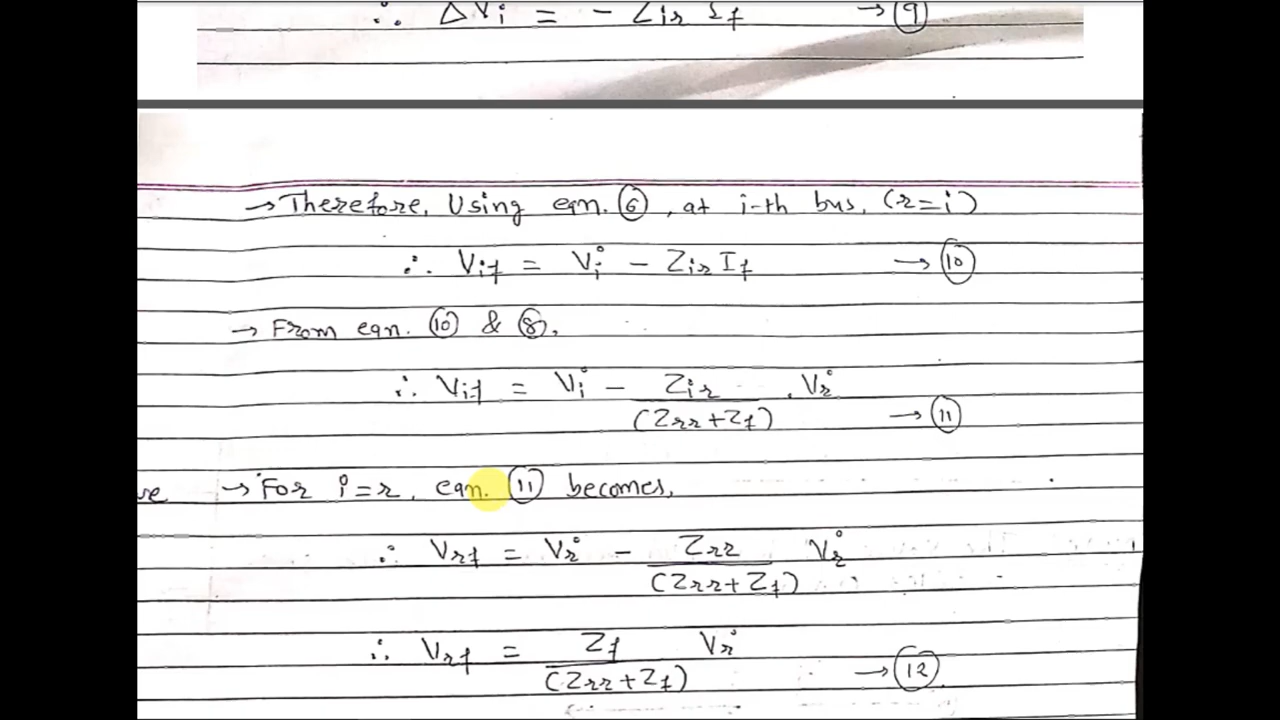 ∴ ΔVi = - Zir If → (9)
→ Therefore, Using eqn. (6), at i-th bus, (r=i)
∴ Vif = Vi° - Zir If → (10)
→ From eqn. (10) & (8),
∴ Vif = Vi° - Zir / (Zrr + Zf) . Vr° → (11)
ve → For i=r, eqn. (11) becomes,
∴ Vrf = Vr° - Zrr / (Zrr + Zf) Vr°
∴ Vrf = Zf / (Zrr + Zf) Vr° → (12)